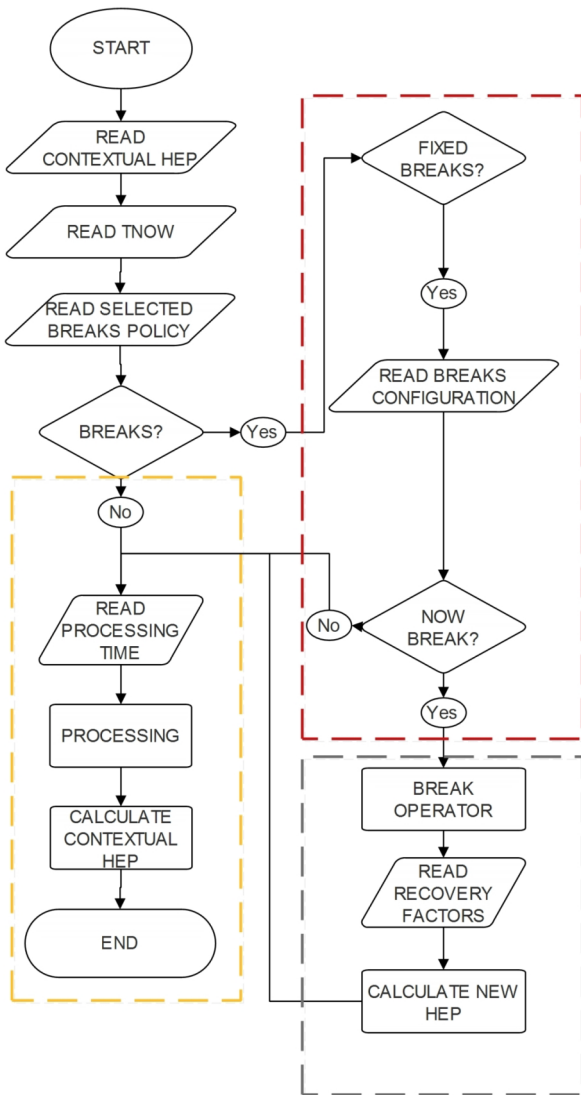 START
READ
CONTEXTUAL HEP
READ TNOW
READ SELECTED
BREAKS POLICY
BREAKS?
Yes
No
READ
PROCESSING
TIME
PROCESSING
CALCULATE
CONTEXTUAL
HEP
END
FIXED
BREAKS?
Yes
READ BREAKS
CONFIGURATION
NOW
BREAK?
No
Yes
BREAK
OPERATOR
READ
RECOVERY
FACTORS
CALCULATE NEW
HEP